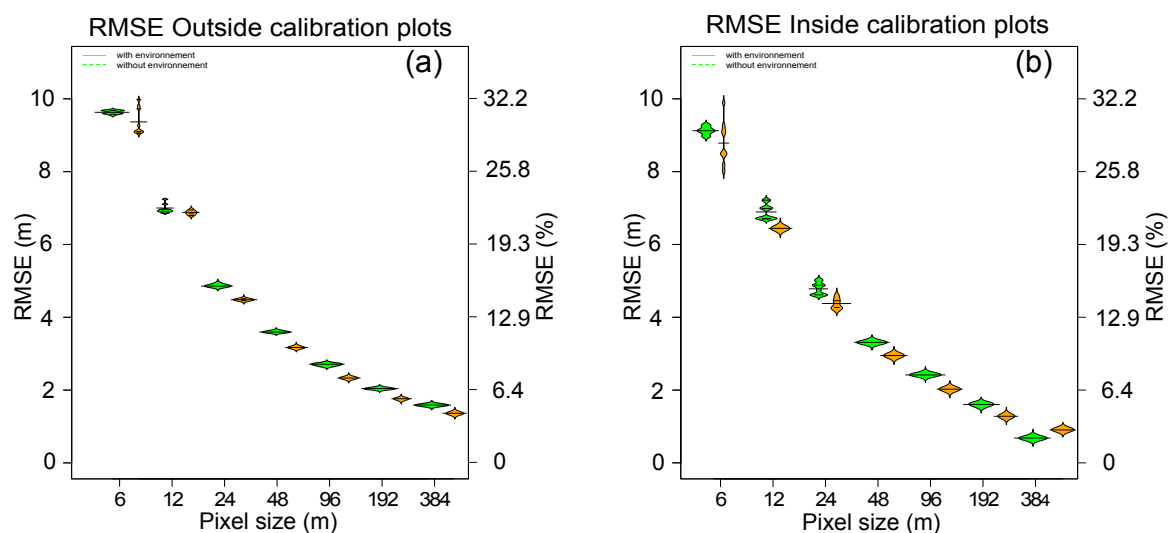 RMSE Outside calibration plots
with environnement
without environnement
(a)
10
8
6
4
2
0
RMSE (m)
32.2
25.8
19.3
12.9
6.4
0
RMSE (%)
6 12 24 48 96 192 384
Pixel size (m)
RMSE Inside calibration plots
with environnement
without environnement
(b)
10
8
6
4
2
0
RMSE (m)
32.2
25.8
19.3
12.9
6.4
0
RMSE (%)
6 12 24 48 96 192 384
Pixel size (m)